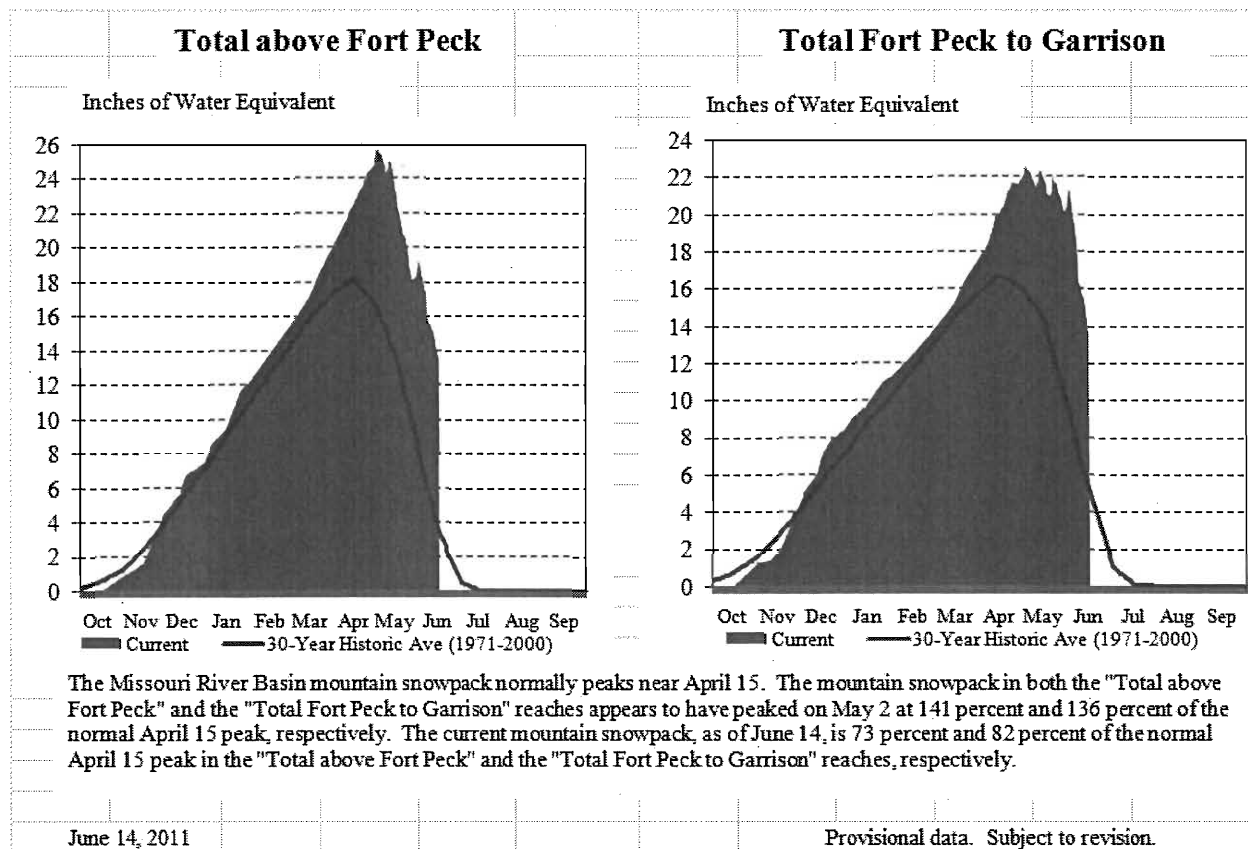 Total above Fort Peck
Inches of Water Equivalent
26
24
22
20
18
16
14
12
10
8
6
4
2
0
Oct Nov Dec Jan Feb Mar Apr May Jun Jul Aug Sep
Current 30-Year Historic Ave (1971-2000)
Total Fort Peck to Garrison
Inches of Water Equivalent
24
22
20
18
16
14
12
10
8
6
4
2
0
Oct Nov Dec Jan Feb Mar Apr May Jun Jul Aug Sep
Current 30-Year Historic Ave (1971-2000)
The Missouri River Basin mountain snowpack normally peaks near April 15. The mountain snowpack in both the "Total above
Fort Peck" and the "Total Fort Peck to Garrison" reaches appears to have peaked on May 2 at 141 percent and 136 percent of the
normal April 15 peak, respectively. The current mountain snowpack, as of June 14, is 73 percent and 82 percent of the normal
April 15 peak in the "Total above Fort Peck" and the "Total Fort Peck to Garrison" reaches, respectively.
June 14, 2011
Provisional data. Subject to revision.